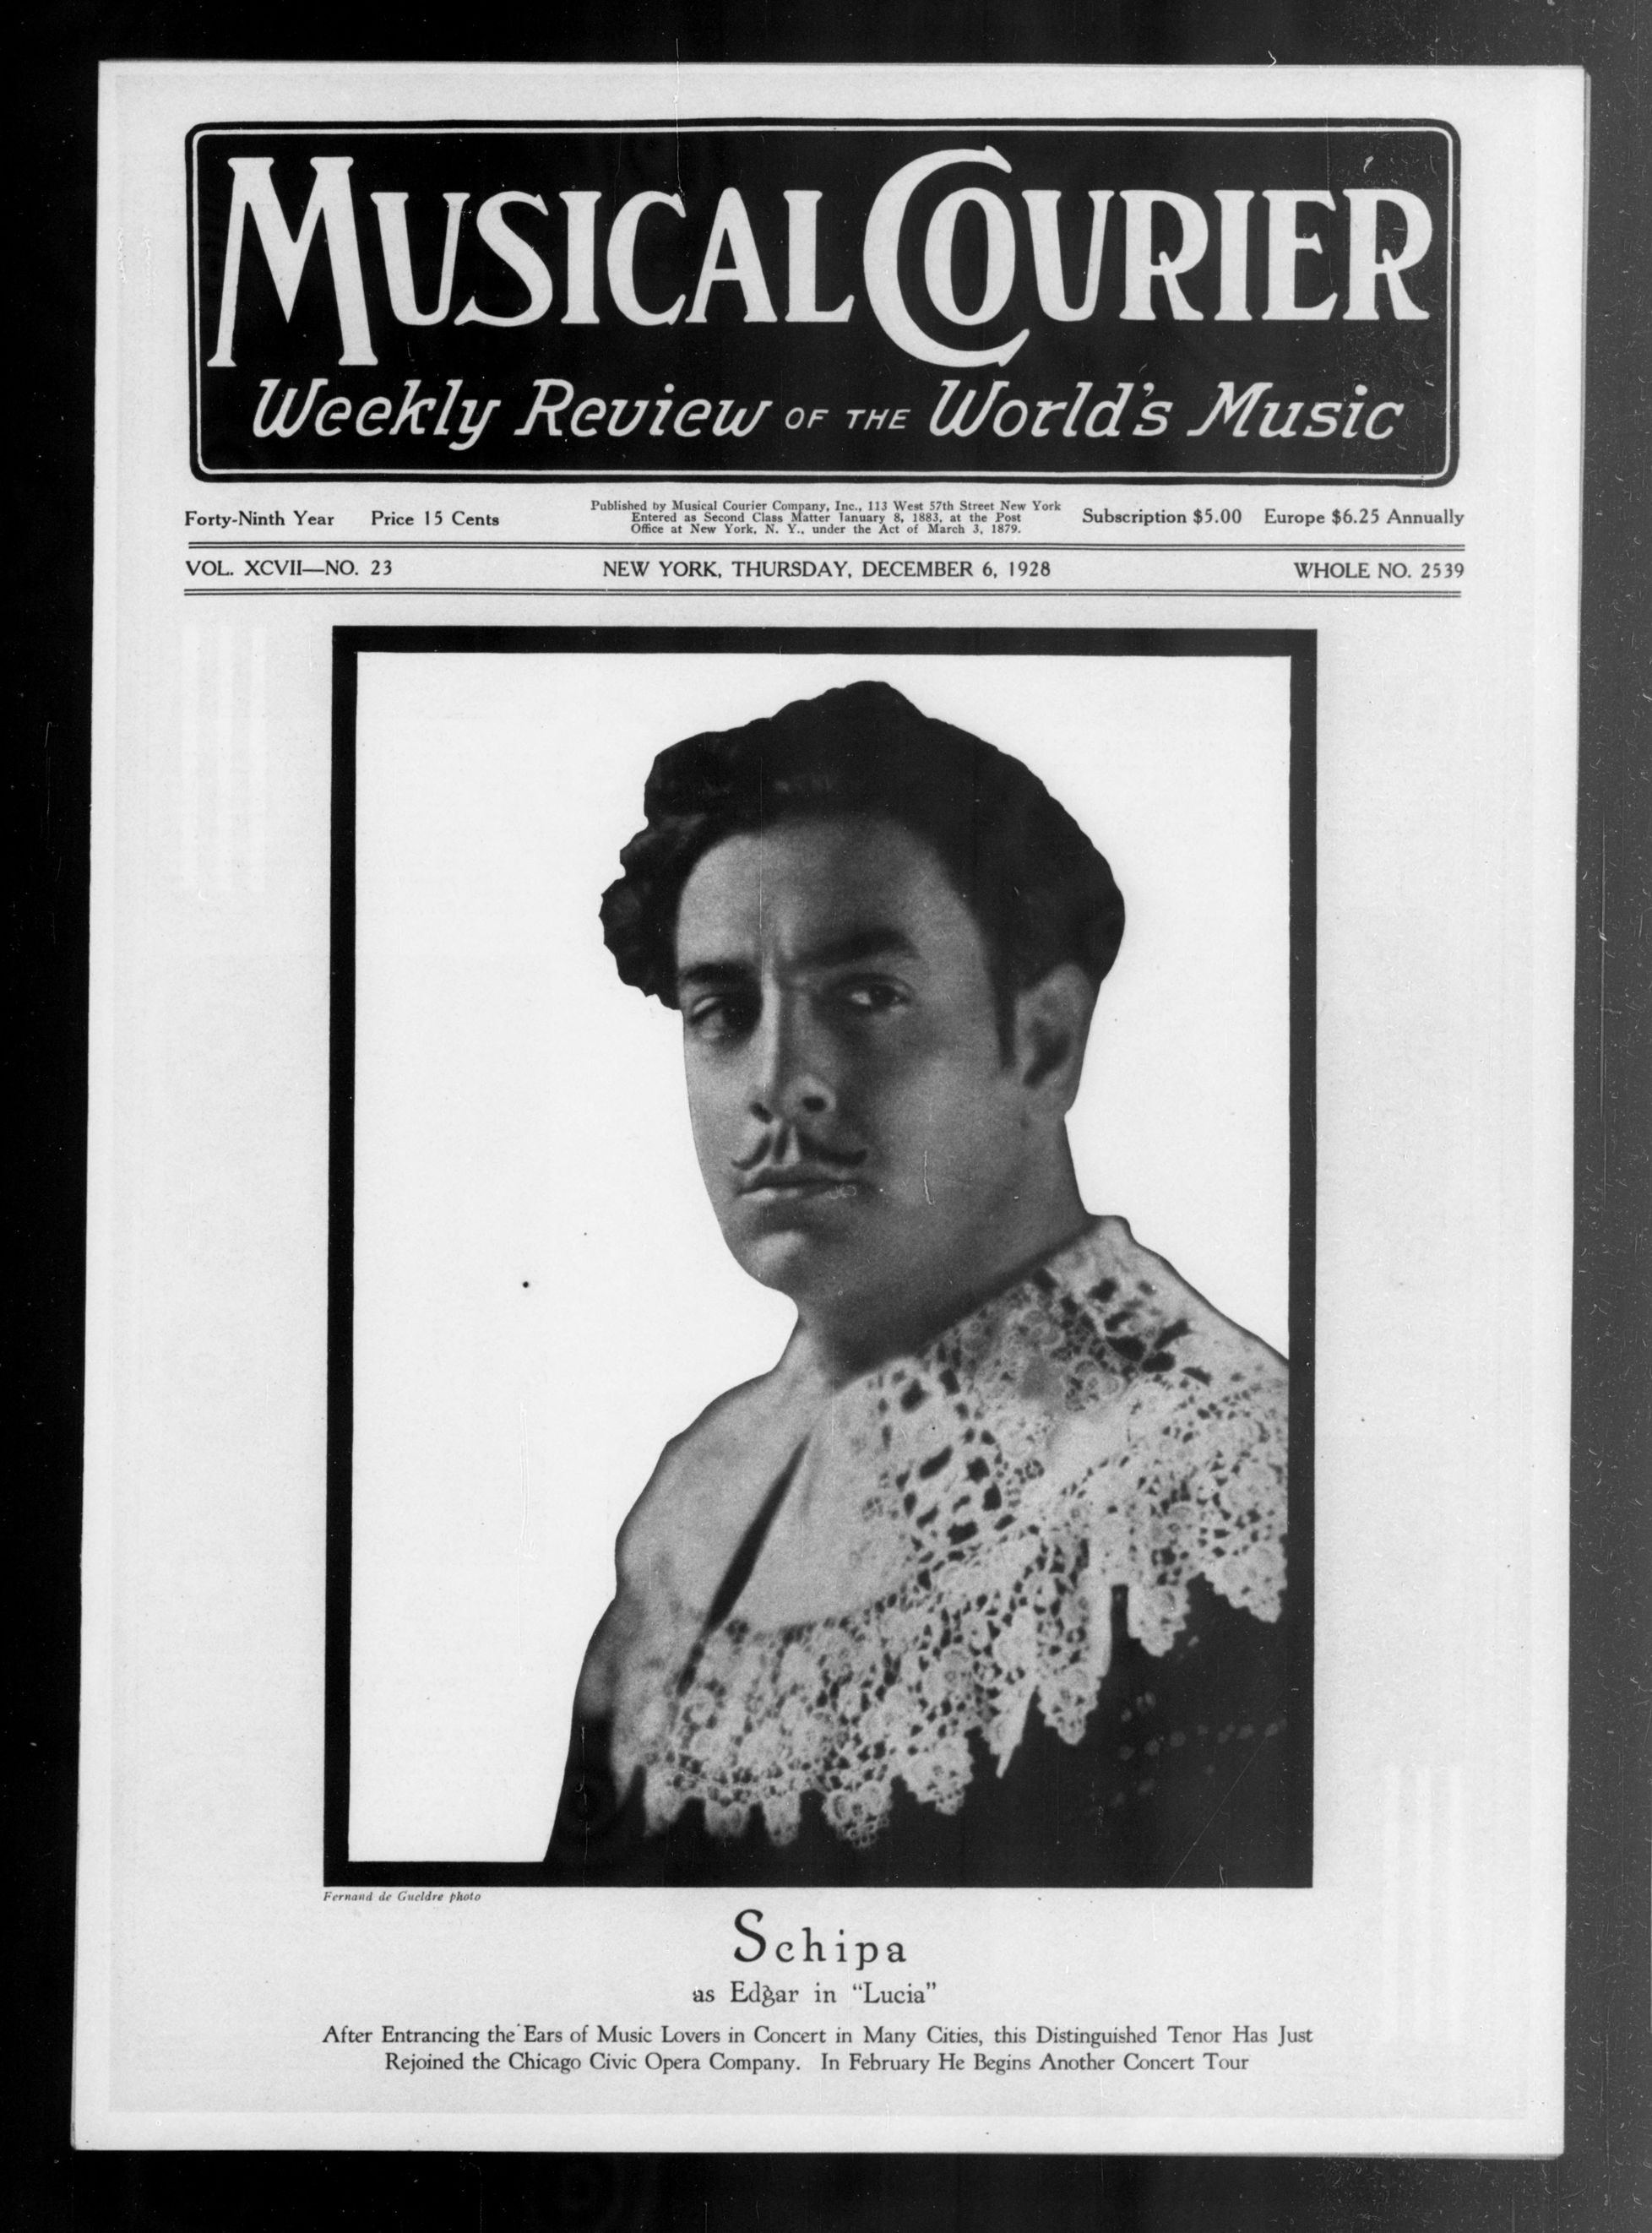 MUSICAL COURIER
Weekly Review OF THE World's Music
Forty-Ninth Year Price 15 Cents
Published by Musical Courier Company, Inc., 113 West 57th Street New York
Entered as Second Class Matter January 8, 1883, at the Post
Office at New York, N. Y., under the Act of March 3, 1879.
Subscription $5.00 Europe $6.25 Annually
VOL. XCVII—NO. 23 NEW YORK, THURSDAY, DECEMBER 6, 1928 WHOLE NO. 2539
Fernand de Gueldre photo
Schipa
as Edgar in “Lucia”
After Entrancing the Ears of Music Lovers in Concert in Many Cities, this Distinguished Tenor Has Just
Rejoined the Chicago Civic Opera Company. In February He Begins Another Concert Tour